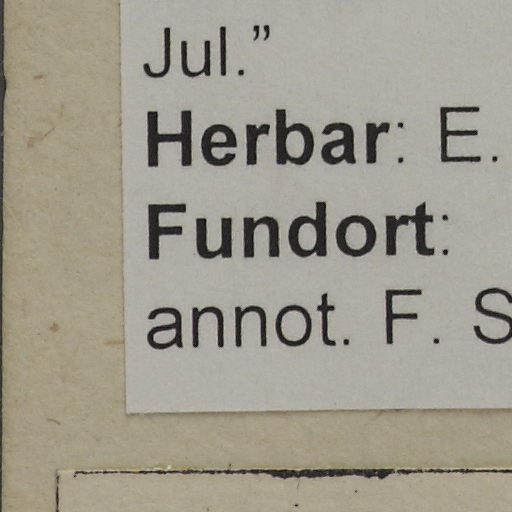 Jul.”
Herbar: E.
Fundort:
annot. F. S